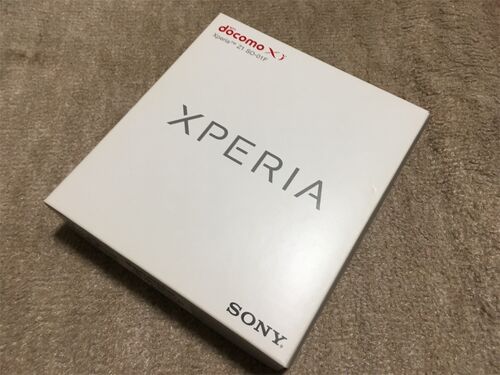 docomo Xi
Xperia™ Z1 SO-01F
XPERIA
SONY